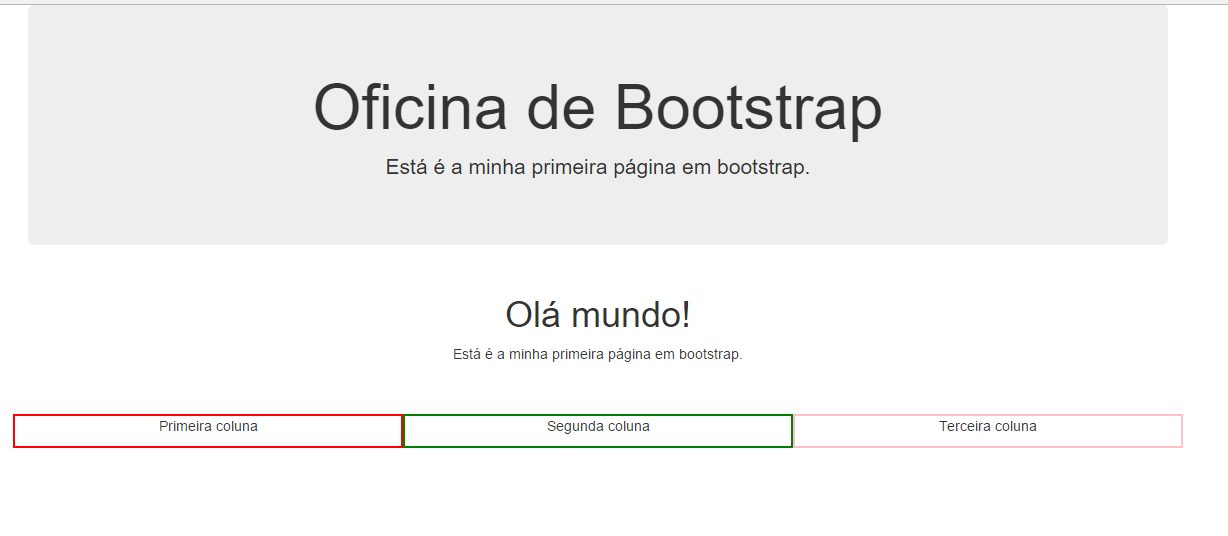 Oficina de Bootstrap
Está é a minha primeira página em bootstrap.
Olá mundo!
Está é a minha primeira página em bootstrap.
Primeira coluna Segunda coluna Terceira coluna